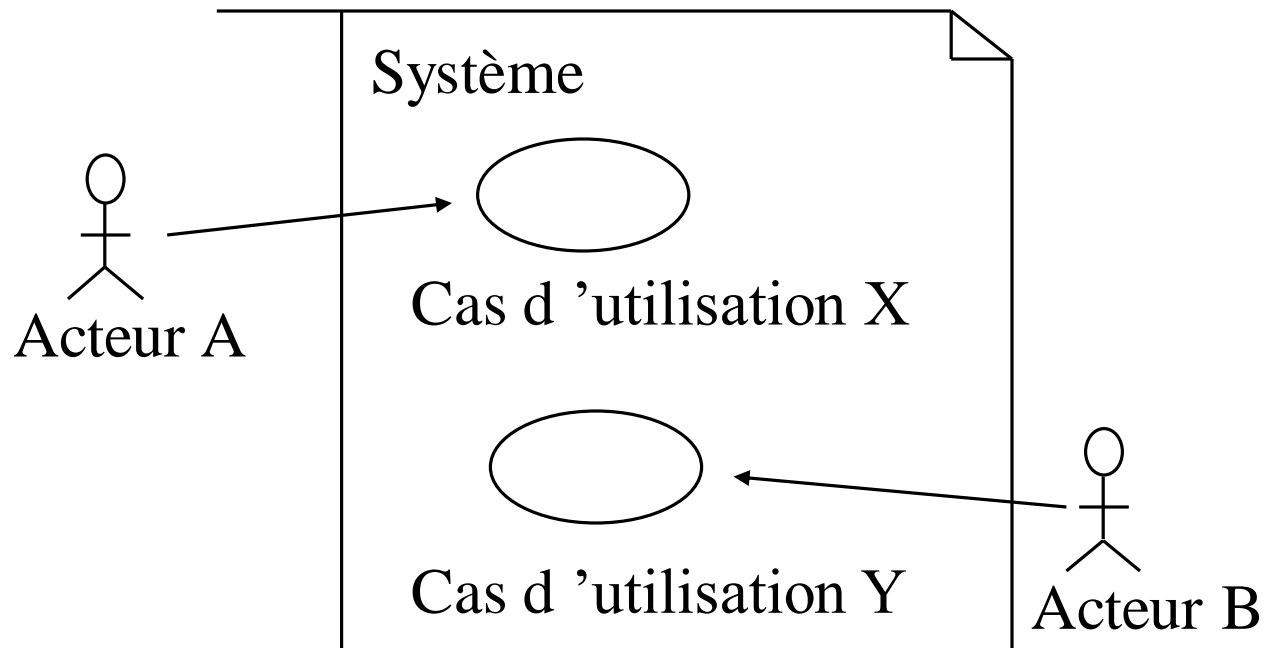 Système
Acteur A
Cas d ’utilisation X
Cas d ’utilisation Y
Acteur B